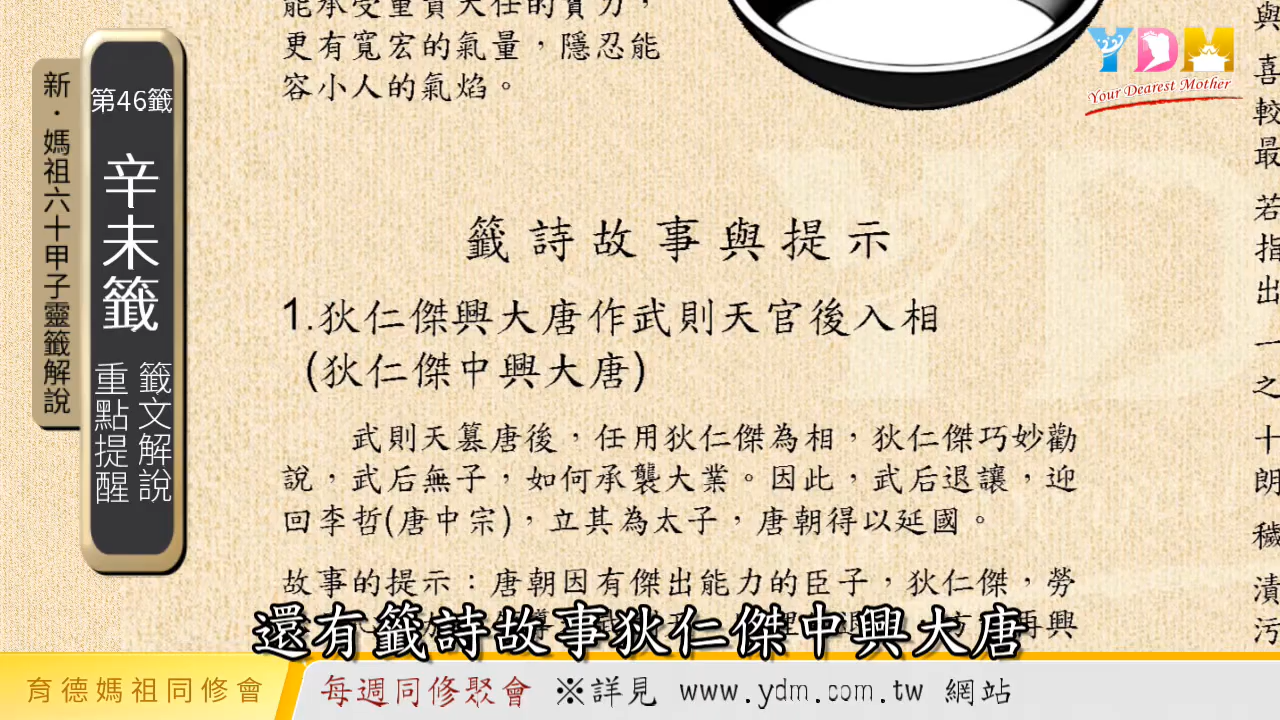 新‧媽祖六十甲子靈籤解說
第46籤
辛未籤
籤文解說
重點提醒
能承受重責大任的實力，
更有寬宏的氣量，隱忍能
容小人的氣焰。
YDM
Your Dearest Mother
籤詩故事與提示
1.狄仁傑興大唐作武則天官後入相
(狄仁傑中興大唐)
武則天篡唐後，任用狄仁傑為相，狄仁傑巧妙勸
說，武后無子，如何承襲大業。因此，武后退讓，迎
回李哲(唐中宗)，立其為太子，唐朝得以延國。
故事的提示：唐朝因有傑出能力的臣子，狄仁傑，勞
再興
還有籤詩故事狄仁傑中興大唐
與
喜
較
最
若
指
出
一
之
十
朗
穢
漬
污
育德媽祖同修會
每週同修聚會 ※詳見 www.ydm.com.tw 網站